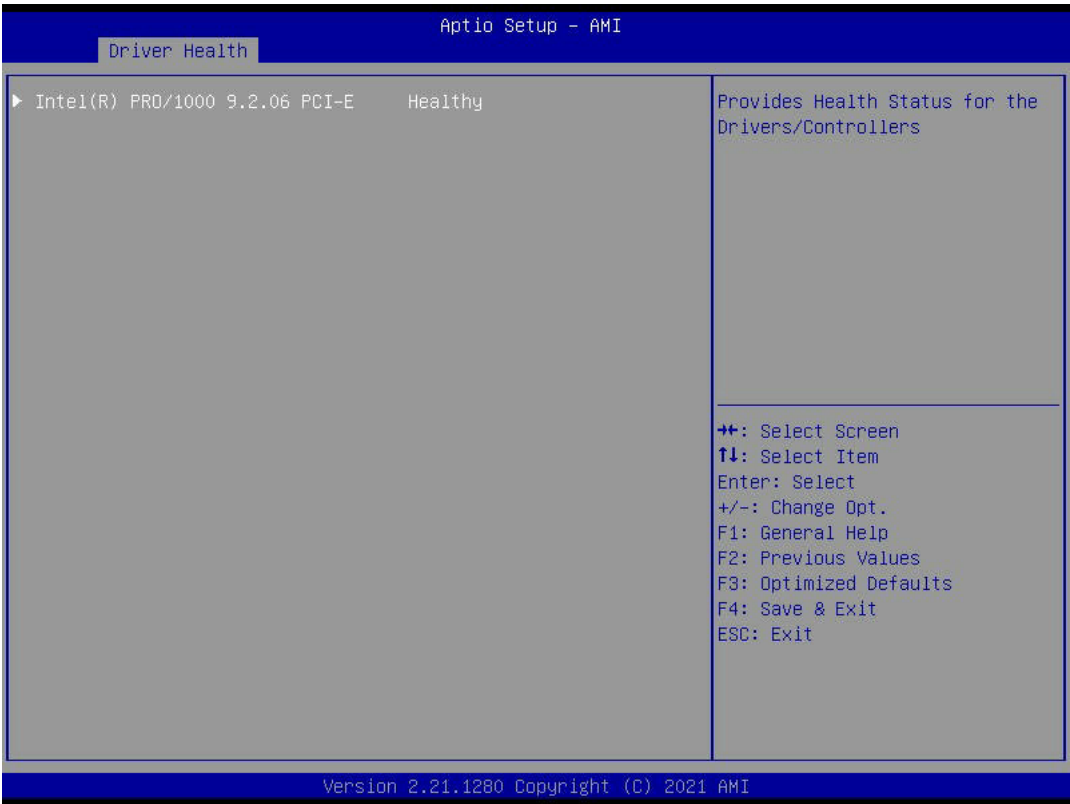 Aptio Setup – AMI
Driver Health
▶ Intel(R) PRO/1000 9.2.06 PCI-E Healthy
Provides Health Status for the
Drivers/Controllers
→←: Select Screen
↑↓: Select Item
Enter: Select
+/-: Change Opt.
F1: General Help
F2: Previous Values
F3: Optimized Defaults
F4: Save & Exit
ESC: Exit
Version 2.21.1280 Copyright (C) 2021 AMI